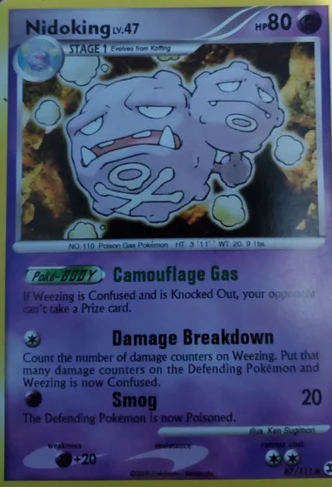 Nidoking LV.47 HP 80
STAGE 1 Evolves from Koffing
NO. 110 Poison Gas Pokémon HT: 3'11" WT: 20.9 lbs.
Poké-BODY Camouflage Gas
If Weezing is Confused and is Knocked Out, your opponent
can't take a Prize card.
Damage Breakdown
Count the number of damage counters on Weezing. Put that
many damage counters on the Defending Pokémon and
Weezing is now Confused.
Smog 20
The Defending Pokémon is now Poisoned.
Illus. Ken Sugimori
weakness resistance retreat cost
+20